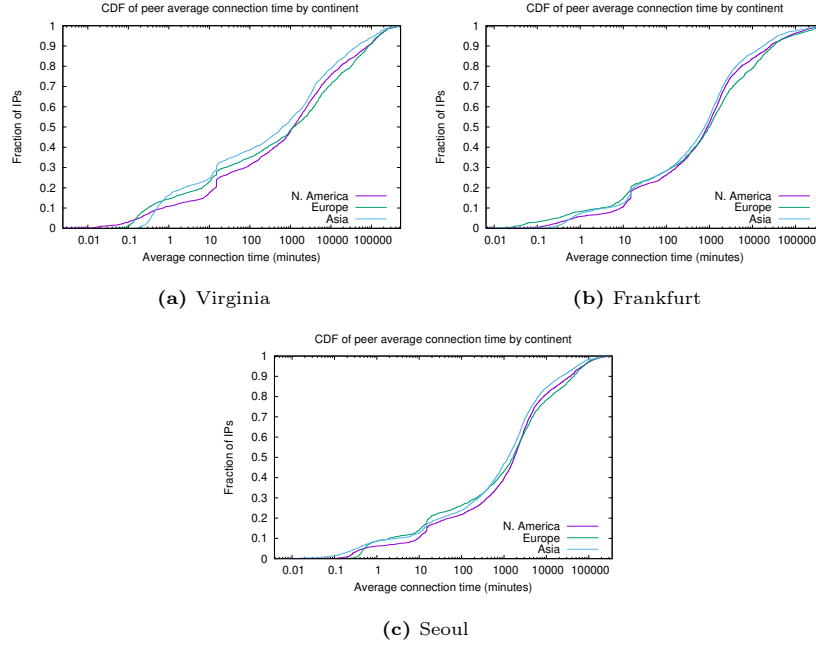 CDF of peer average connection time by continent
1
0.9
0.8
0.7
0.6
0.5
0.4
0.3
0.2
0.1
0
Fraction of IPs
N. America
Europe
Asia
0.01 0.1 1 10 100 1000 10000 100000
Average connection time (minutes)
(a) Virginia
CDF of peer average connection time by continent
1
0.9
0.8
0.7
0.6
0.5
0.4
0.3
0.2
0.1
0
Fraction of IPs
N. America
Europe
Asia
0.01 0.1 1 10 100 1000 10000 100000
Average connection time (minutes)
(b) Frankfurt
CDF of peer average connection time by continent
1
0.9
0.8
0.7
0.6
0.5
0.4
0.3
0.2
0.1
0
Fraction of IPs
N. America
Europe
Asia
0.01 0.1 1 10 100 1000 10000 100000
Average connection time (minutes)
(c) Seoul